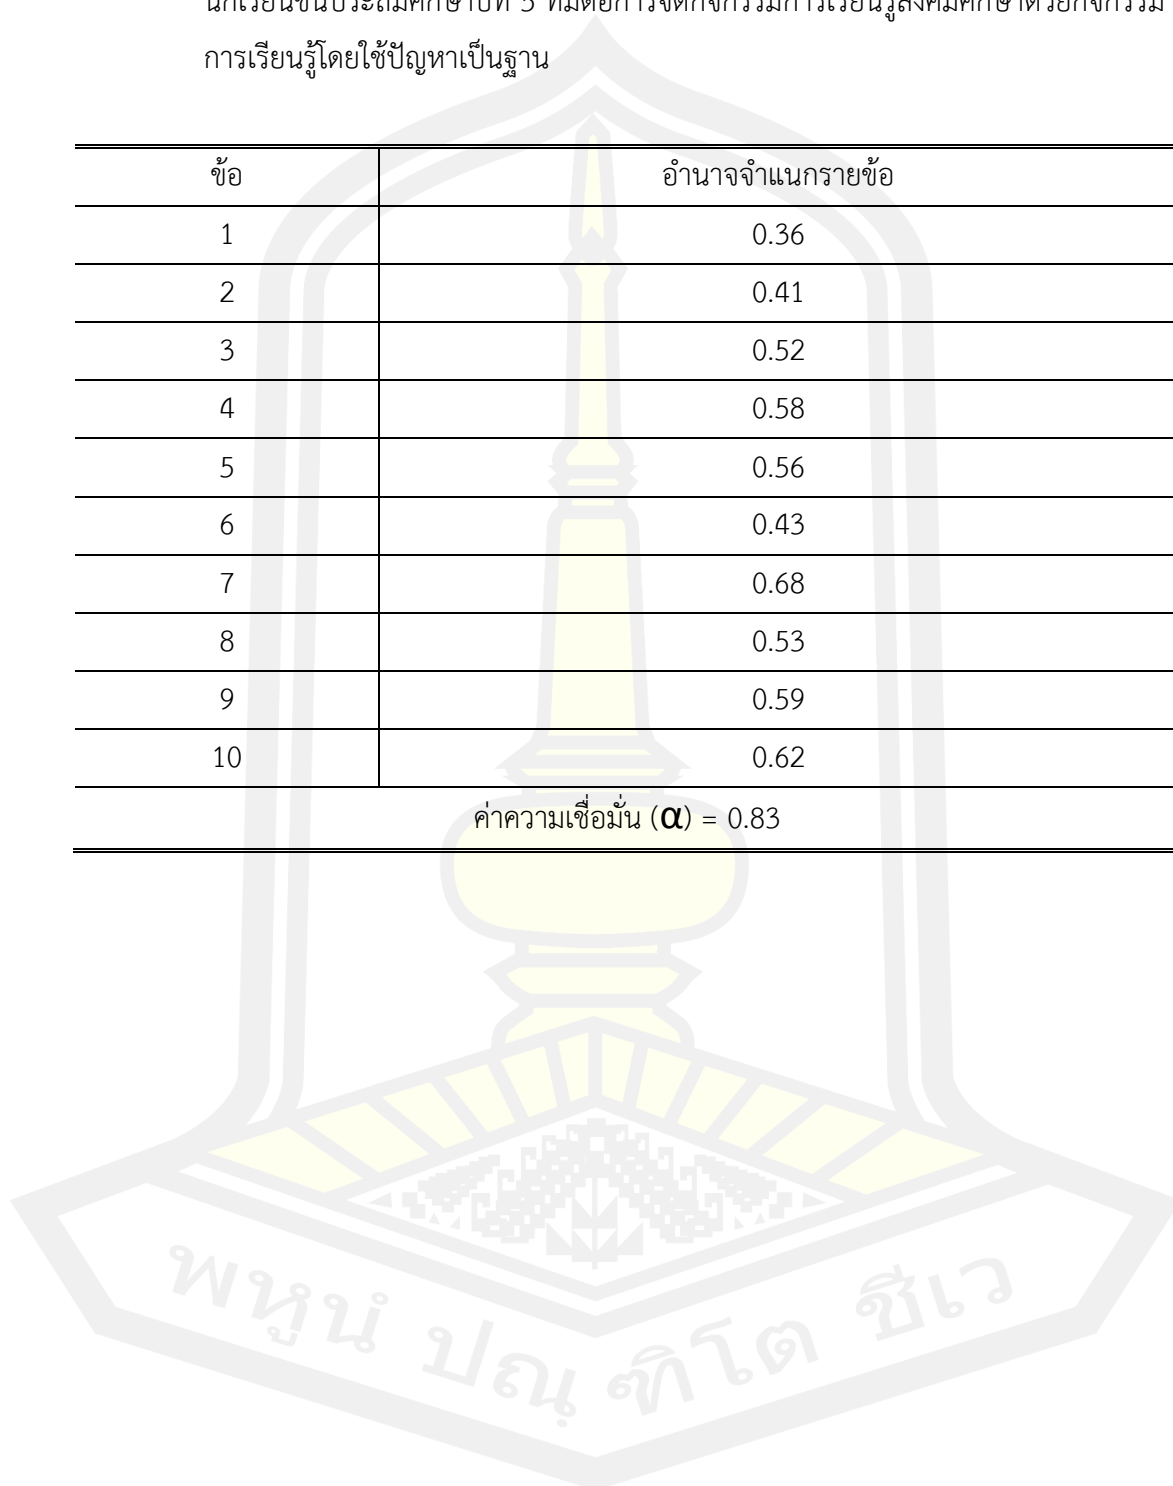 นักเรียนชั้นประถมศึกษาปีที่ 5 ที่มีต่อการจัดกิจกรรมการเรียนรู้สังคมศึกษาด้วยกิจกรรม
การเรียนรู้โดยใช้ปัญหาเป็นฐาน
ข้อ อำนาจจำแนกรายข้อ
1 0.36
2 0.41
3 0.52
4 0.58
5 0.56
6 0.43
7 0.68
8 0.53
9 0.59
10 0.62
ค่าความเชื่อมั่น (α) = 0.83
พหูนํ ปณฺฑิโต ชีเว